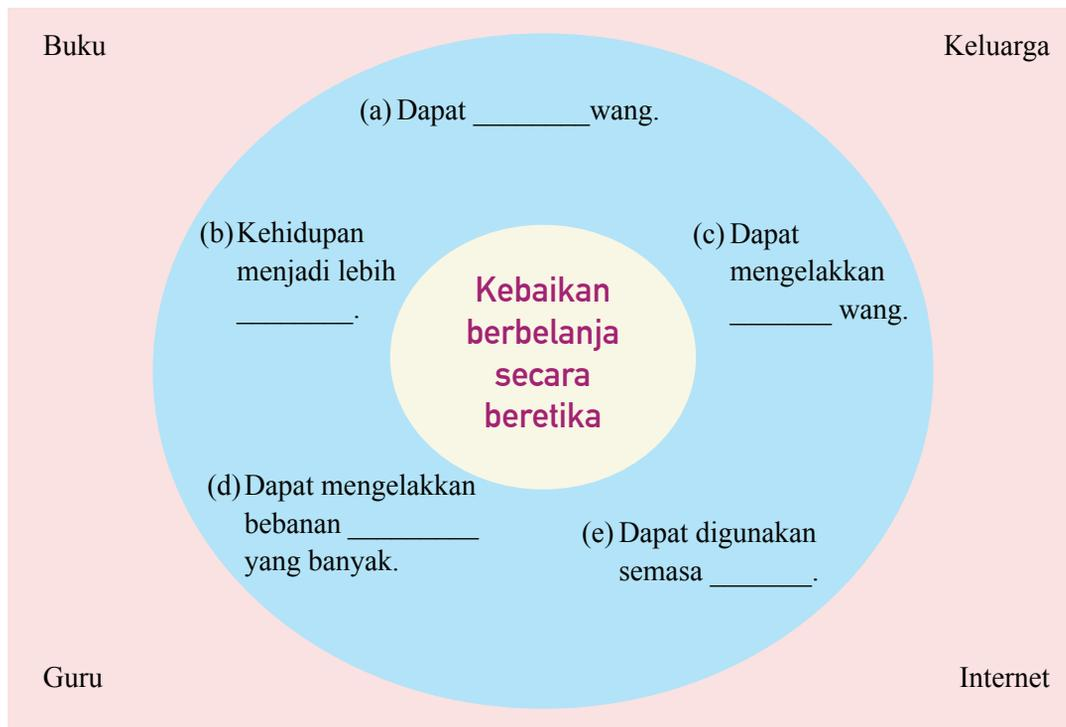 Buku
Keluarga
(a) Dapat ________wang.
(b) Kehidupan
menjadi lebih
________.
(c) Dapat
mengelakkan
_______ wang.
Kebaikan
berbelanja
secara
beretika
(d) Dapat mengelakkan
bebanan _________
yang banyak.
(e) Dapat digunakan
semasa _______.
Guru
Internet